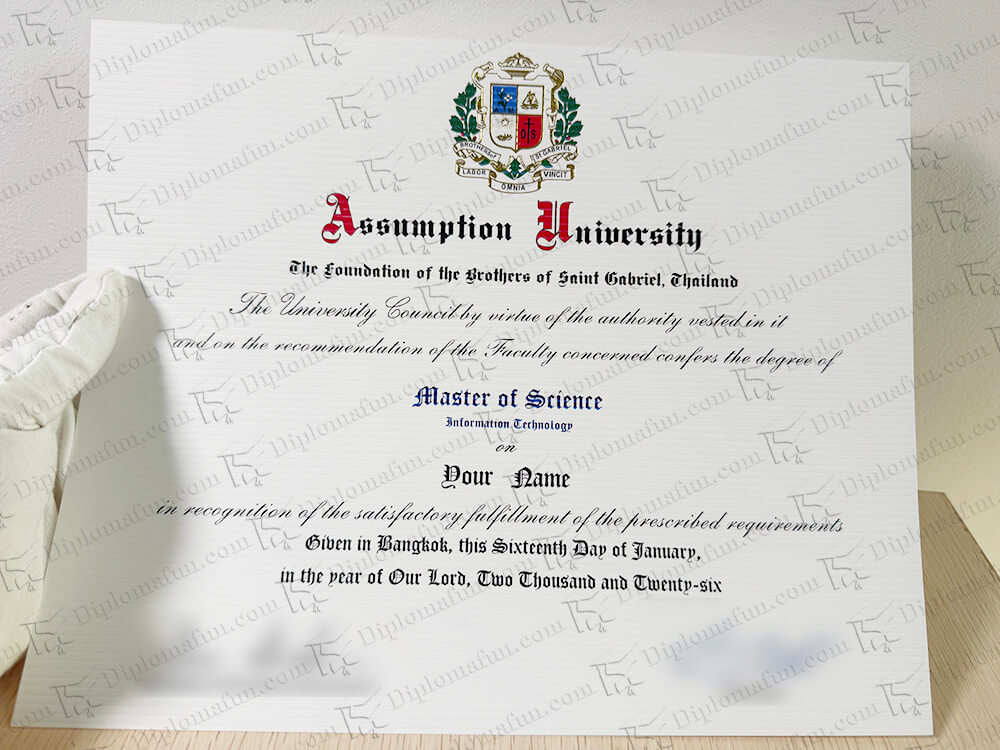 A M
D S
BROTHERS OF ST GABRIEL
LABOR OMNIA VINCIT
Assumption University
The Foundation of the Brothers of Saint Gabriel, Thailand
The University Council by virtue of the authority vested in it
and on the recommendation of the Faculty concerned confers the degree of
Master of Science
Information Technology
on
Your Name
in recognition of the satisfactory fulfillment of the prescribed requirements
Given in Bangkok, this Sixteenth Day of January,
in the year of Our Lord, Two Thousand and Twenty-six
Diplomafun.com